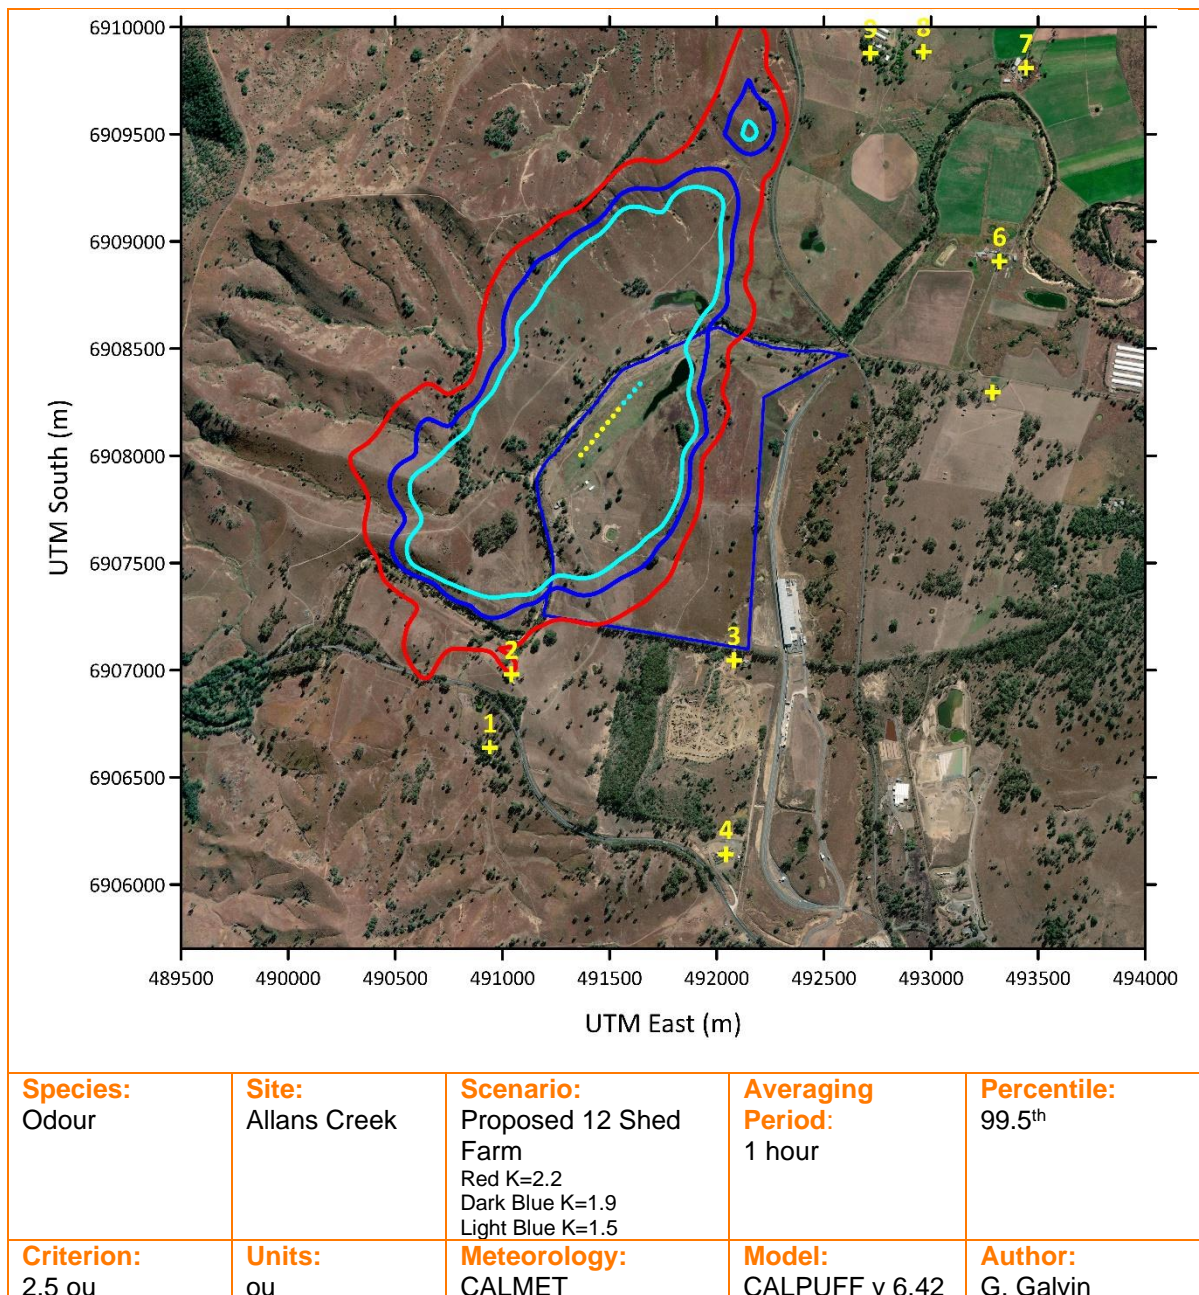 6910000
9
8
7
6909500
6909000
6
6908500
UTM South (m)
6908000
6907500
2
3
6907000
1
6906500
4
6906000
489500 490000 490500 491000 491500 492000 492500 493000 493500 494000
UTM East (m)
Species:
Odour
Site:
Allans Creek
Scenario:
Proposed 12 Shed
Farm
Red K=2.2
Dark Blue K=1.9
Light Blue K=1.5
Averaging
Period:
1 hour
Percentile:
99.5th
Criterion:
2.5 ou
Units:
ou
Meteorology:
CALMET
Model:
CALPUFF v 6.42
Author:
G. Galvin